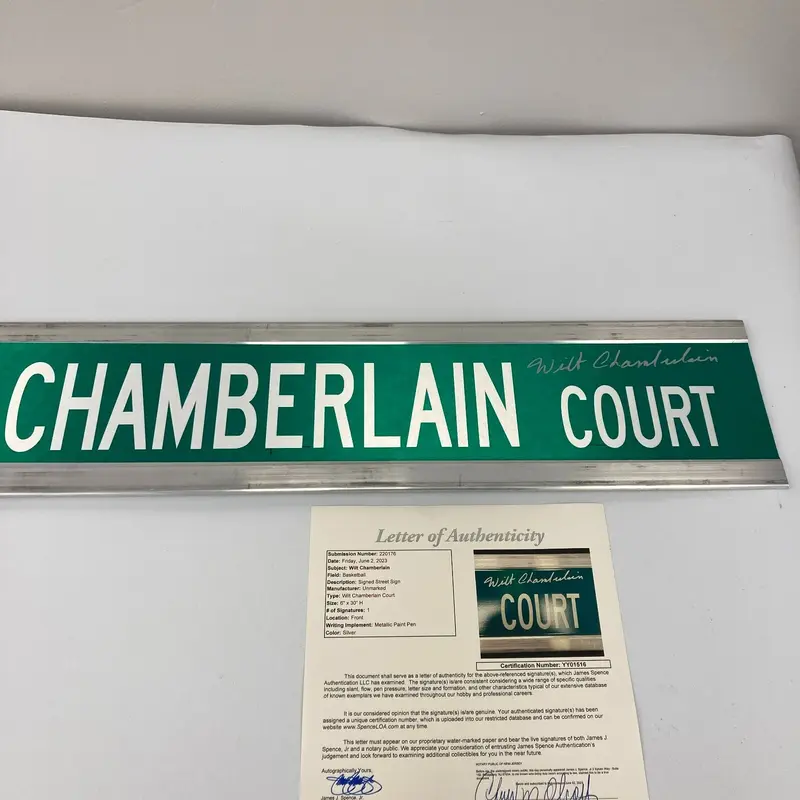 CHAMBERLAIN COURT
Wilt Chamberlain
Letter of Authenticity
Submission Number: 220176
Date: Friday, June 2, 2023
Subject: Wilt Chamberlain
Field: Basketball
Description: Signed Street Sign
Manufacturer: Unmarked
Type: Wilt Chamberlain Court
Size: 6" x 30" H
# of Signatures: 1
Location: Front
Writing Implement: Metallic Paint Pen
Color: Silver
Wilt Chamberlain
COURT
Certification Number: YY01516
This document shall serve as a letter of authenticity for the above-referenced signature(s), which James Spence
Authentication LLC has examined. The signature(s) is/are consistent considering a wide range of specific qualities
including slant, flow, pen pressure, letter size and formation, and other characteristics typical of our extensive database
of known exemplars we have examined throughout our hobby and professional careers.
It is our considered opinion that the signature(s) is/are genuine. Your authenticated signature(s) has been
assigned a unique certification number, which is uploaded into our restricted database and can be confirmed on our
website www.SpenceLOA.com at any time.
This letter must appear on our proprietary water-marked paper and bear the live signatures of both James J
Spence, Jr and a notary public. We appreciate your consideration of entrusting James Spence Authentication's
judgement and look forward to examining additional collectibles for you in the near future.
NOTARY PUBLIC OF NEW JERSEY
Autographically Yours,
James J. Spence, Jr.